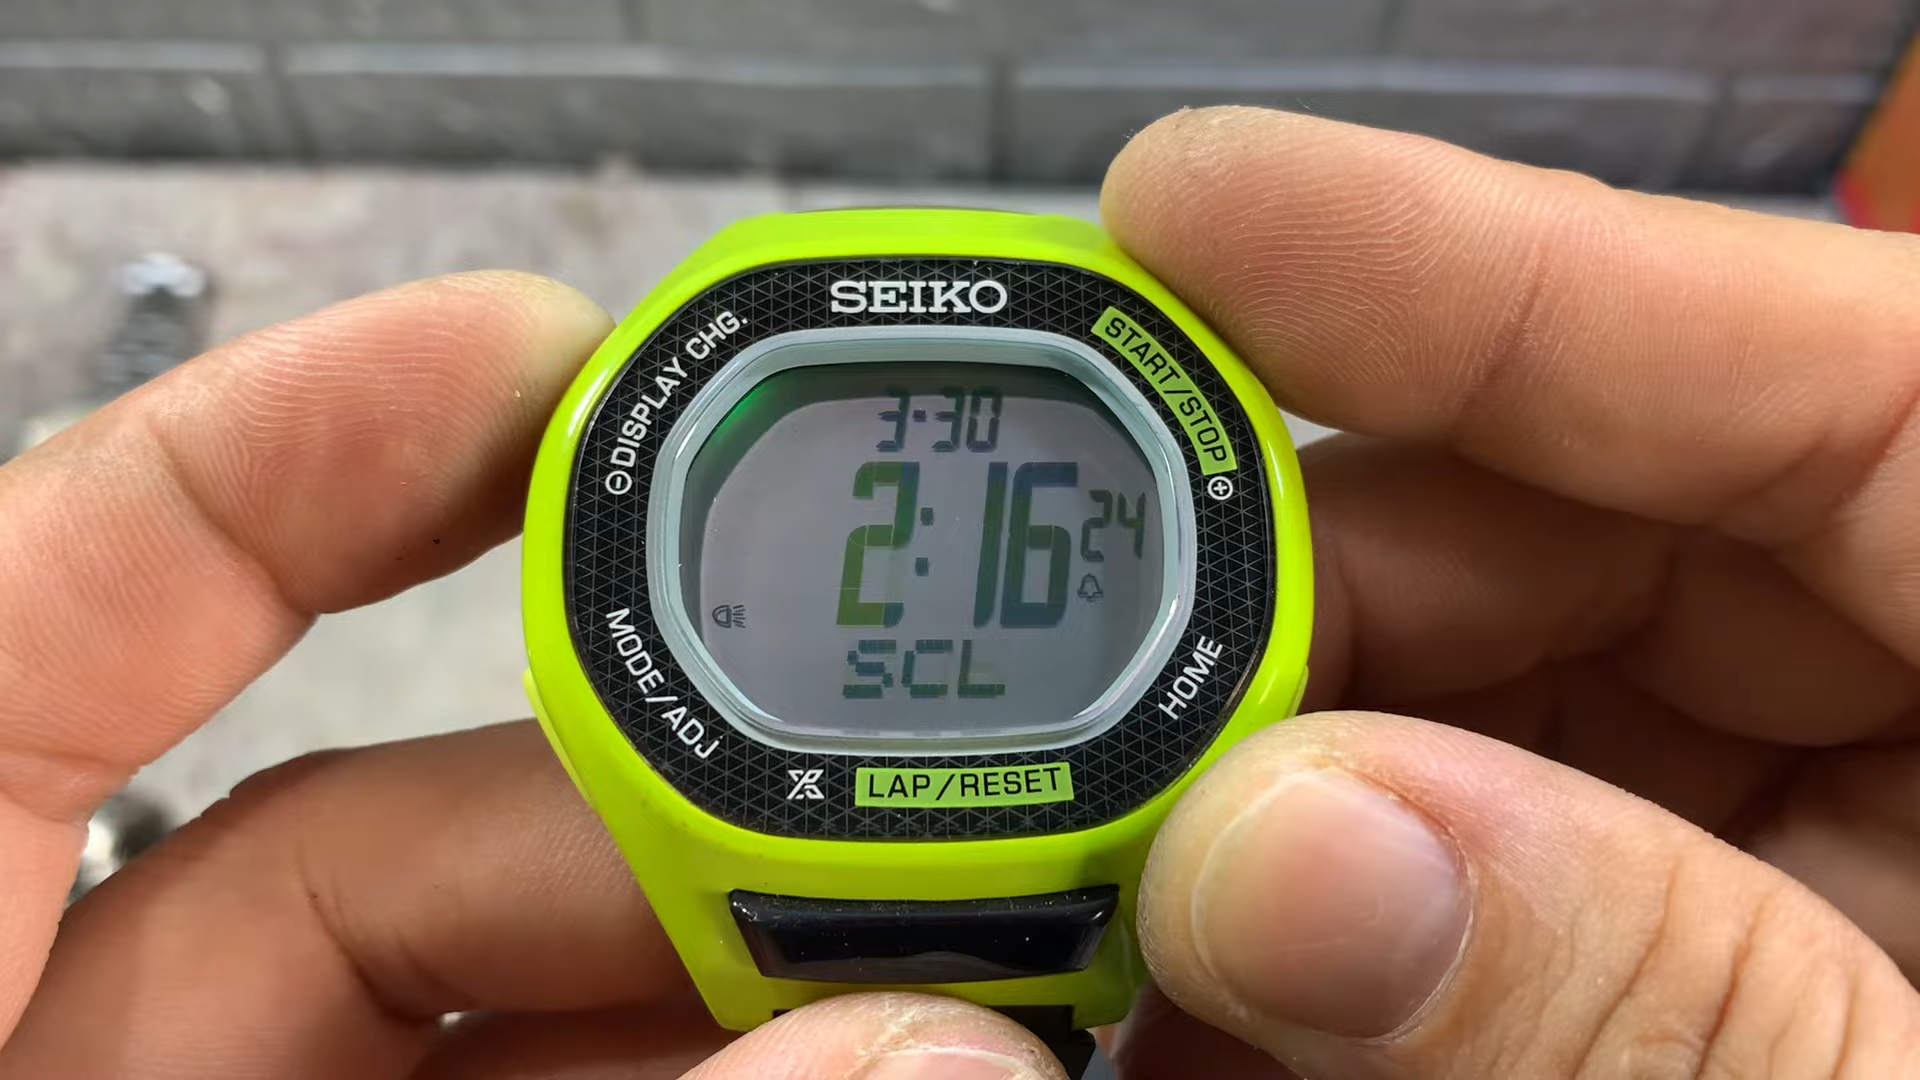 SEIKO
⊖DISPLAY CHG.
START/STOP⊕
3·30
2:16 24
SCL
MODE/ADJ
HOME
LAP/RESET